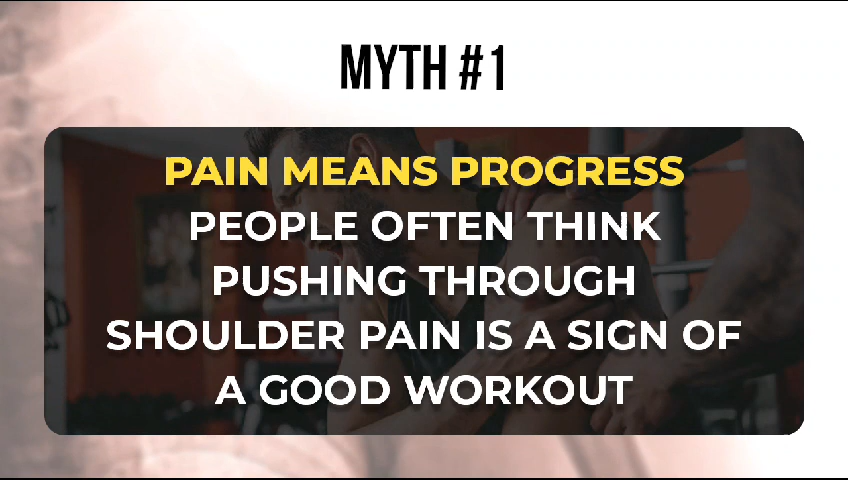 MYTH #1
PAIN MEANS PROGRESS
PEOPLE OFTEN THINK
PUSHING THROUGH
SHOULDER PAIN IS A SIGN OF
A GOOD WORKOUT